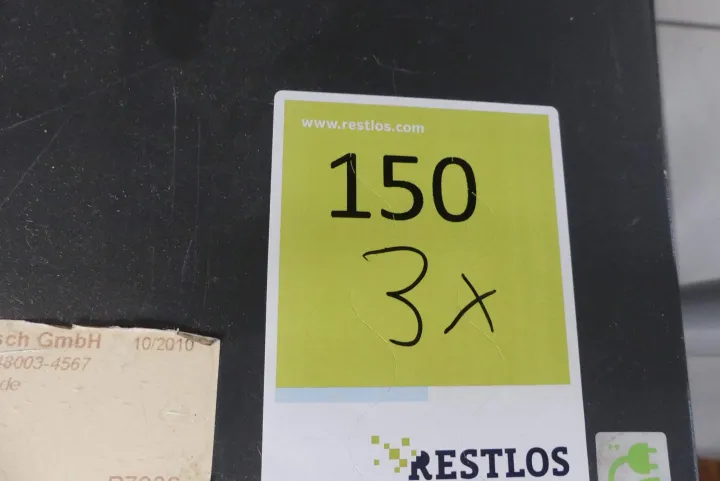 www.restlos.com
150
3x
RESTLOS
sch GmbH 10/2010
48003-4567
de